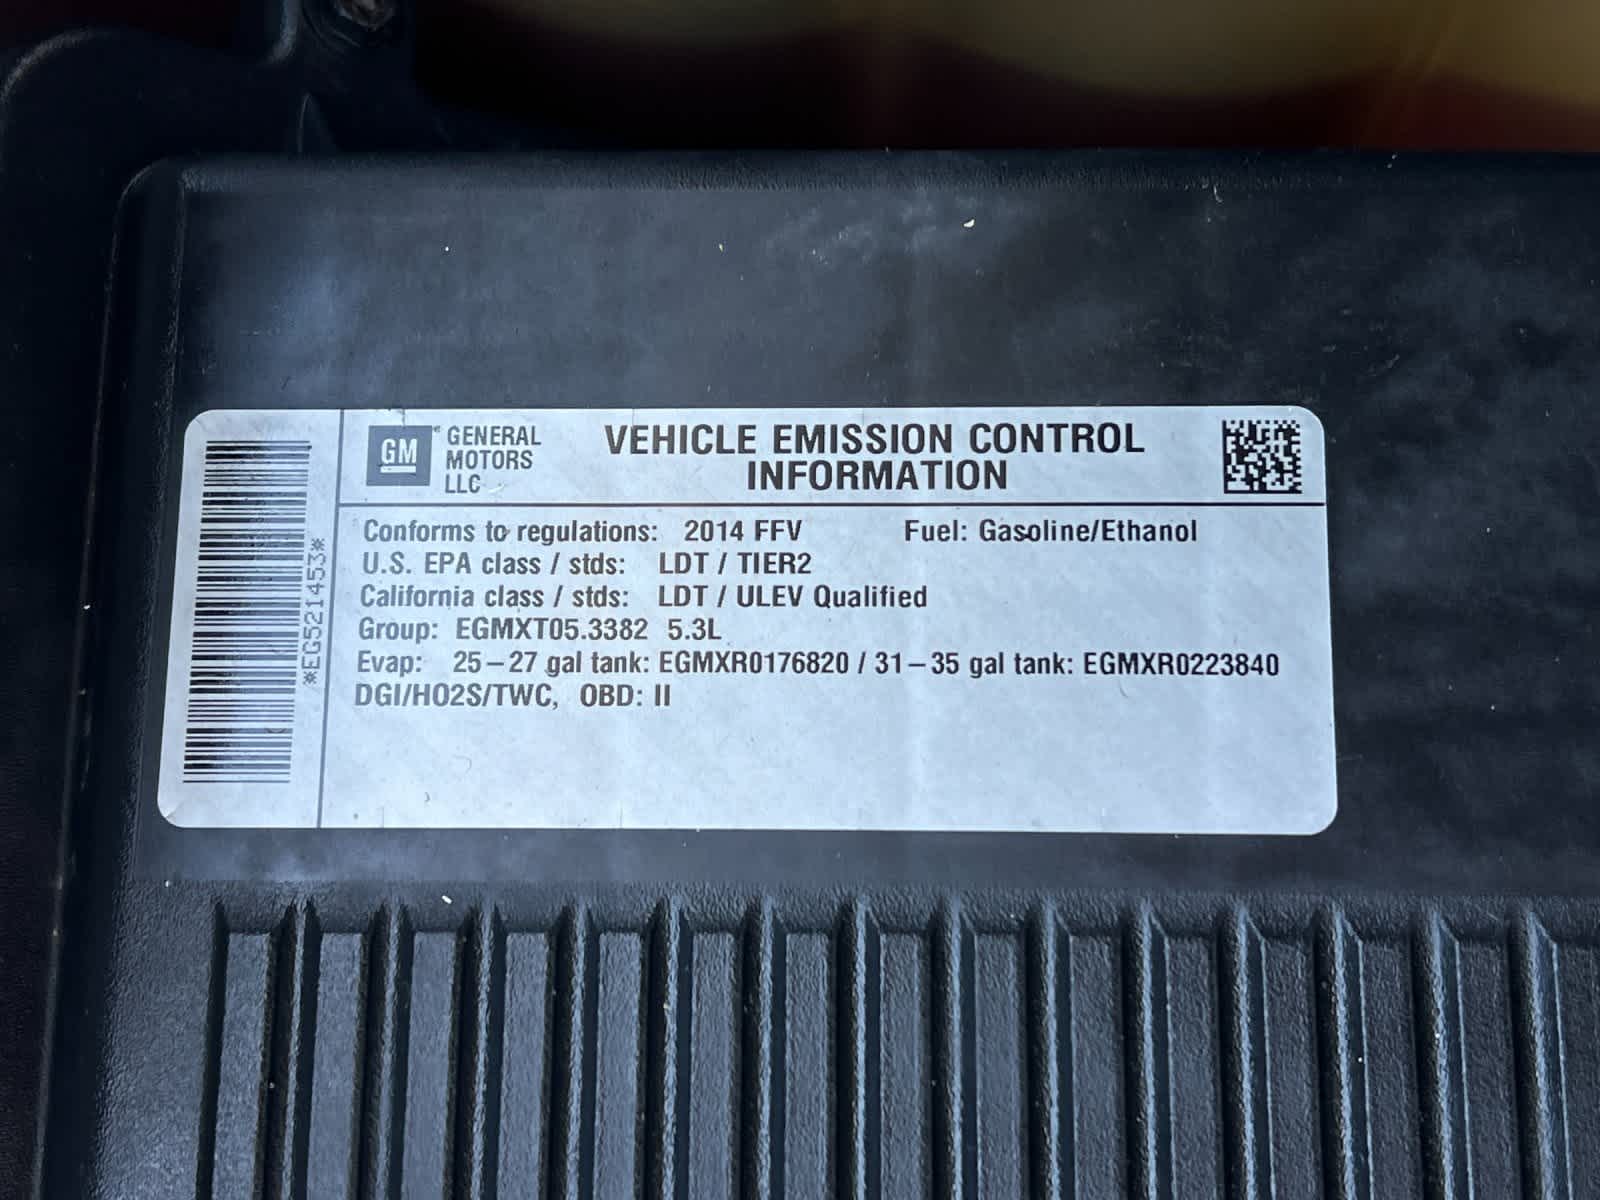 *EG521453*
GM
GENERAL
MOTORS
LLC
VEHICLE EMISSION CONTROL
INFORMATION
Conforms to regulations: 2014 FFV Fuel: Gasoline/Ethanol
U.S. EPA class / stds: LDT / TIER2
California class / stds: LDT / ULEV Qualified
Group: EGMXT05.3382 5.3L
Evap: 25–27 gal tank: EGMXR0176820 / 31–35 gal tank: EGMXR0223840
DGI/HO2S/TWC, OBD: II